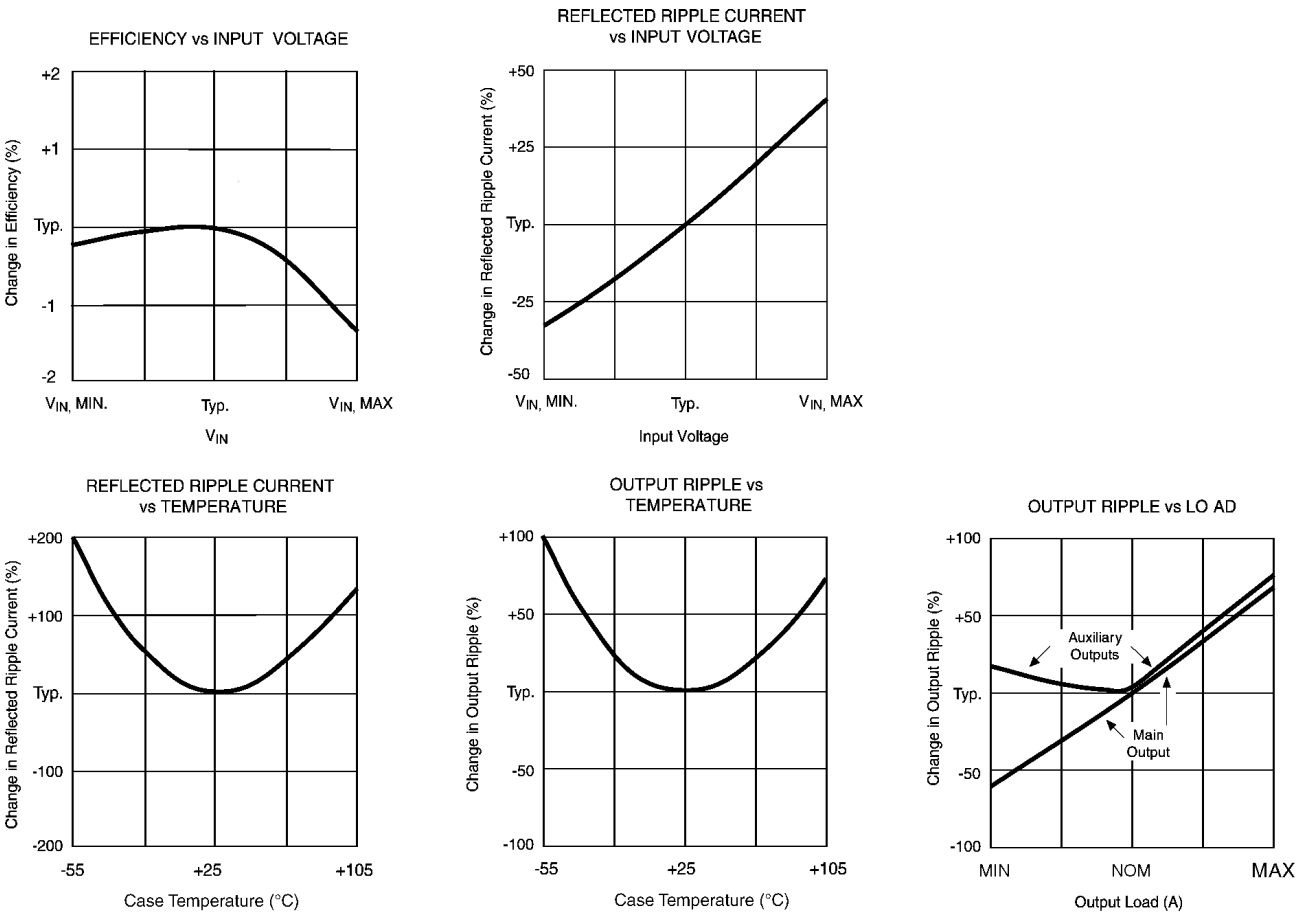 EFFICIENCY vs INPUT VOLTAGE
Change in Efficiency (%)
+2
+1
Typ.
-1
-2
VIN, MIN.
Typ.
VIN, MAX
VIN
REFLECTED RIPPLE CURRENT
vs INPUT VOLTAGE
Change in Reflected Ripple Current (%)
+50
+25
Typ.
-25
-50
VIN, MIN.
Typ.
VIN, MAX
Input Voltage
REFLECTED RIPPLE CURRENT
vs TEMPERATURE
Change in Reflected Ripple Current (%)
+200
+100
Typ.
-100
-200
-55
+25
+105
Case Temperature (°C)
OUTPUT RIPPLE vs
TEMPERATURE
Change in Output Ripple (%)
+100
+50
Typ.
-50
-100
-55
+25
+105
Case Temperature (°C)
OUTPUT RIPPLE vs LO AD
Change in Output Ripple (%)
+100
+50
Typ.
-50
-100
Auxiliary
Outputs
Main
Output
MIN
NOM
MAX
Output Load (A)